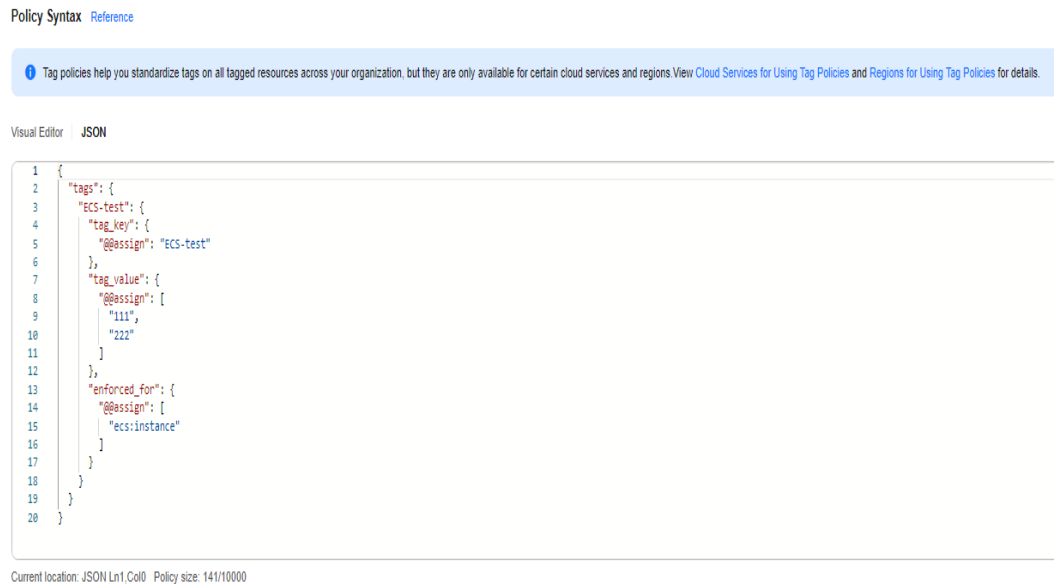 Policy Syntax Reference
Tag policies help you standardize tags on all tagged resources across your organization, but they are only available for certain cloud services and regions.View Cloud Services for Using Tag Policies and Regions for Using Tag Policies for details.
Visual Editor JSON
1 {
2 "tags": {
3 "ECS-test": {
4 "tag_key": {
5 "@@assign": "ECS-test"
6 },
7 "tag_value": {
8 "@@assign": [
9 "111",
10 "222"
11 ]
12 },
13 "enforced_for": {
14 "@@assign": [
15 "ecs:instance"
16 ]
17 }
18 }
19 }
20 }
Current location: JSON Ln1,Col0 Policy size: 141/10000